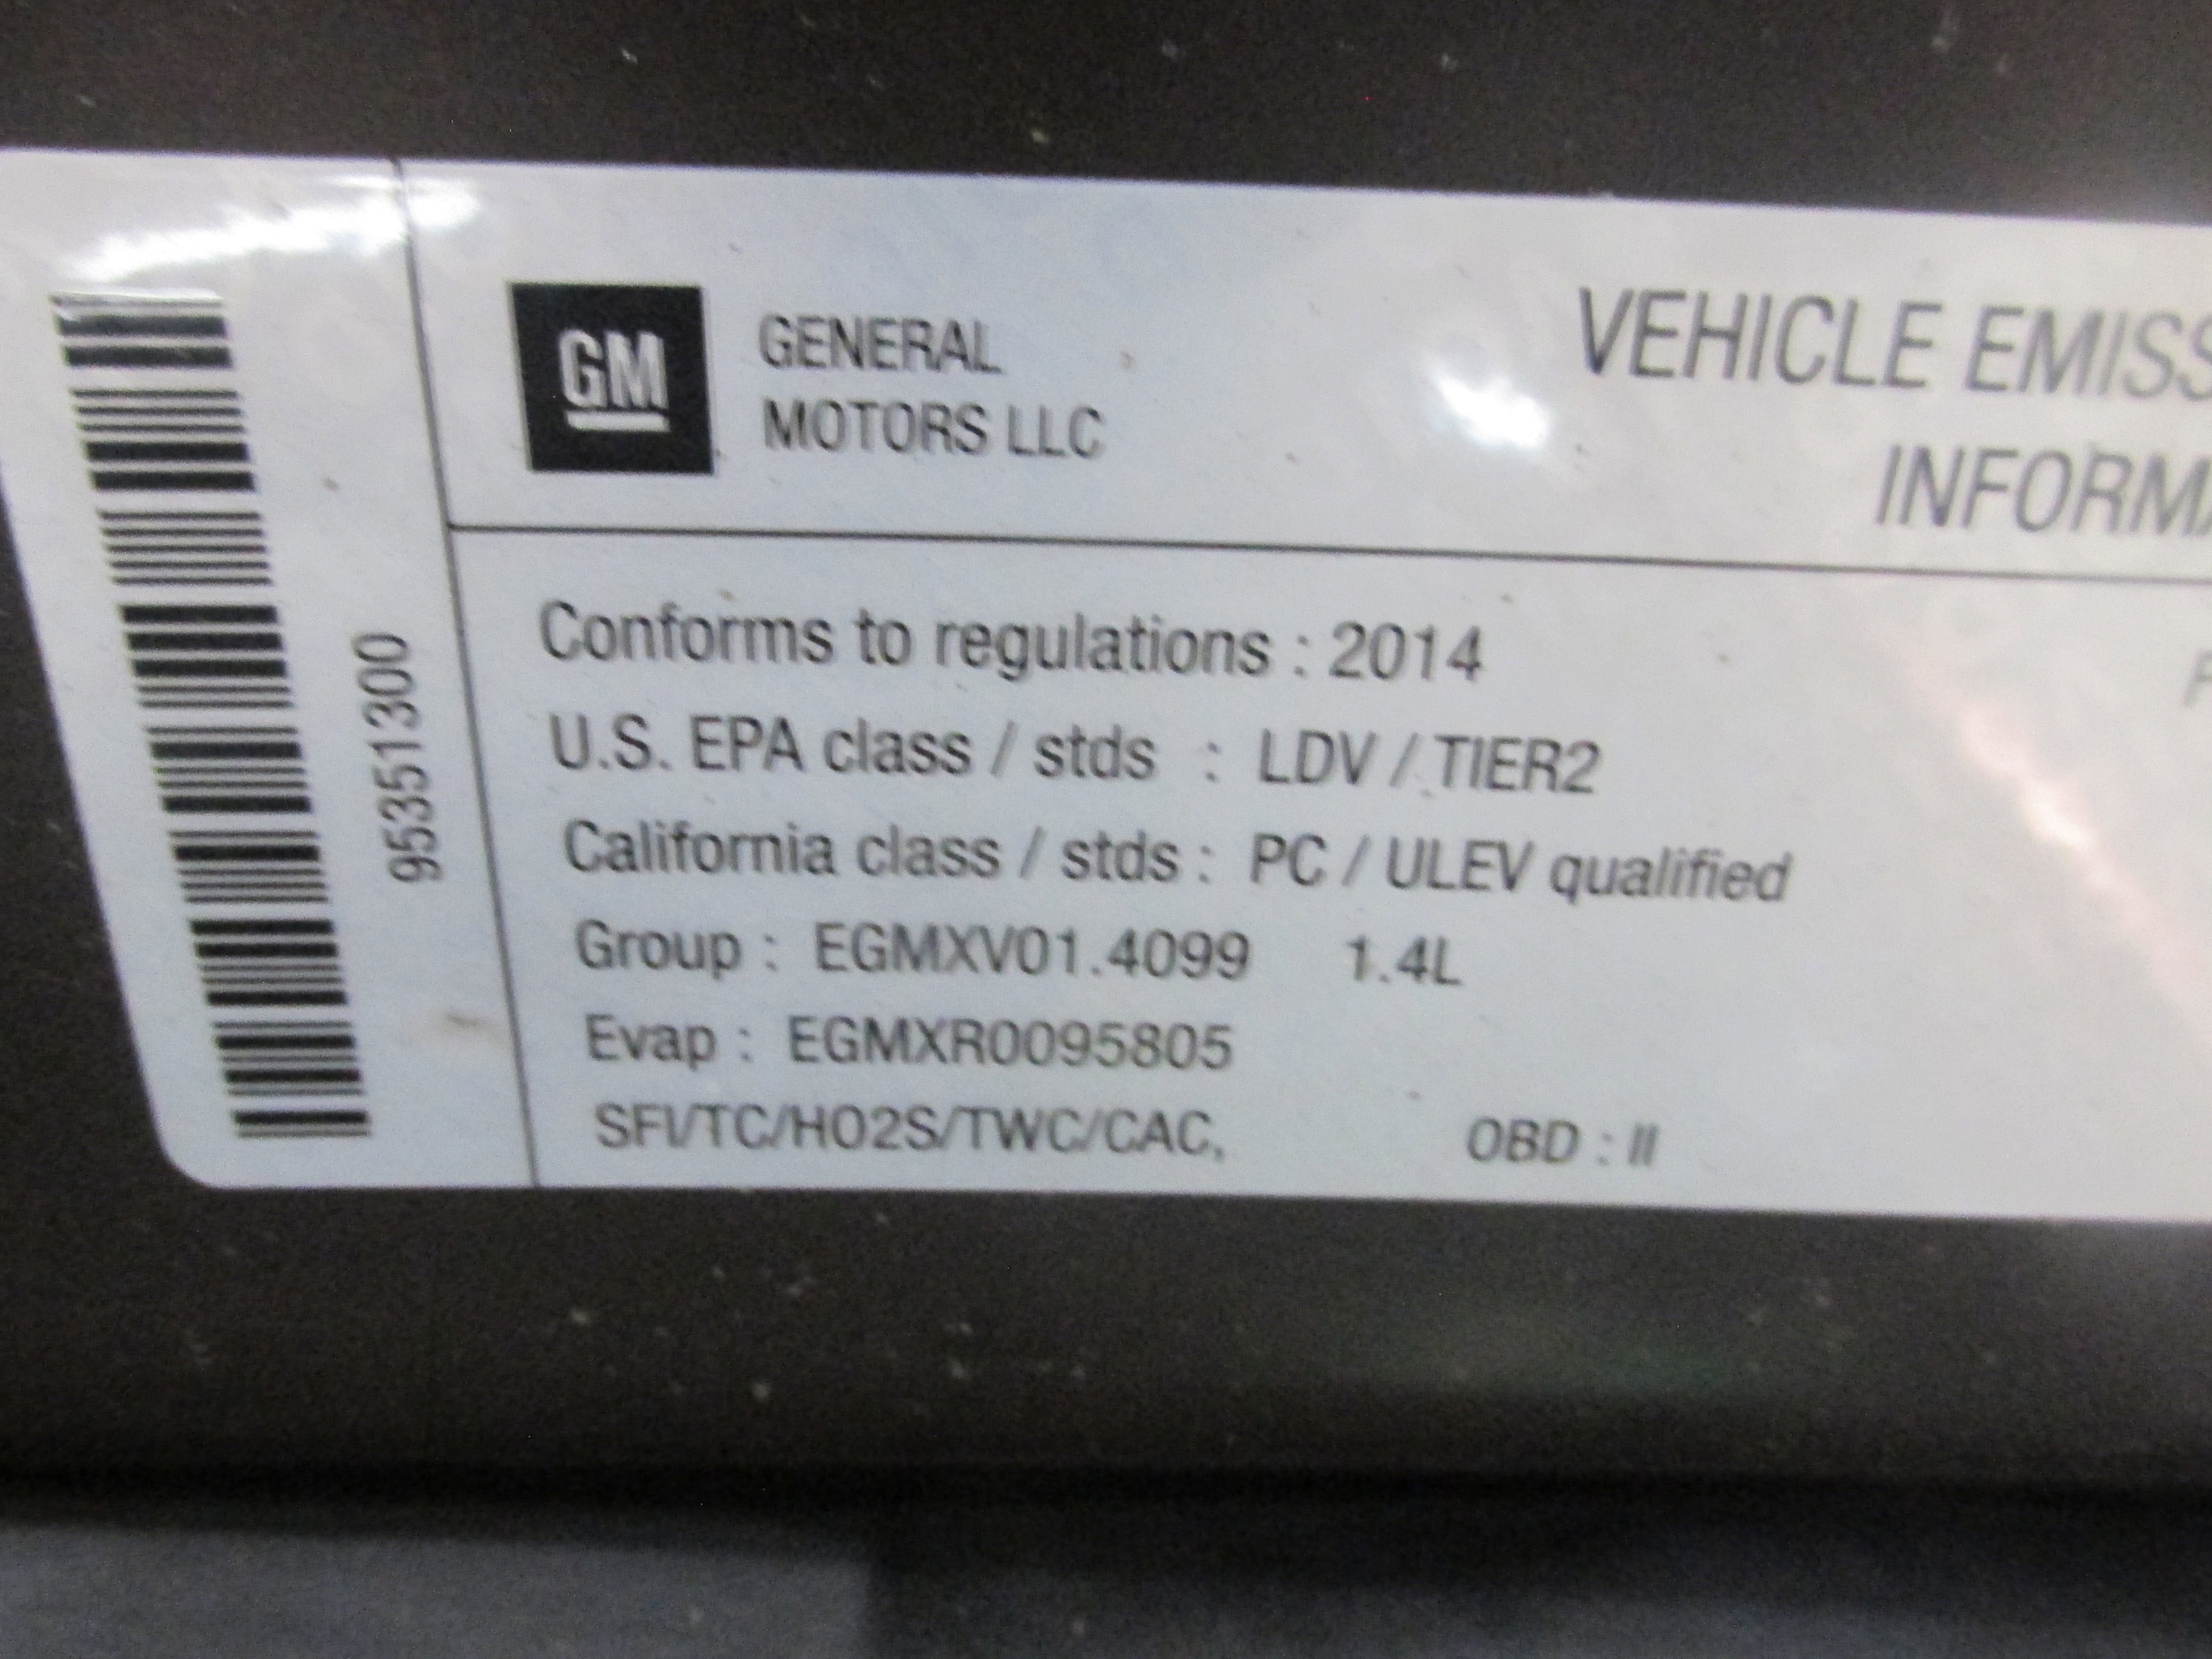 95351300
GM
GENERAL
MOTORS LLC
VEHICLE EMISS
INFORMA
Conforms to regulations : 2014
U.S. EPA class / stds : LDV / TIER2
California class / stds : PC / ULEV qualified
Group : EGMXV01.4099 1.4L
Evap : EGMXR0095805
SFI/TC/HO2S/TWC/CAC, OBD : II